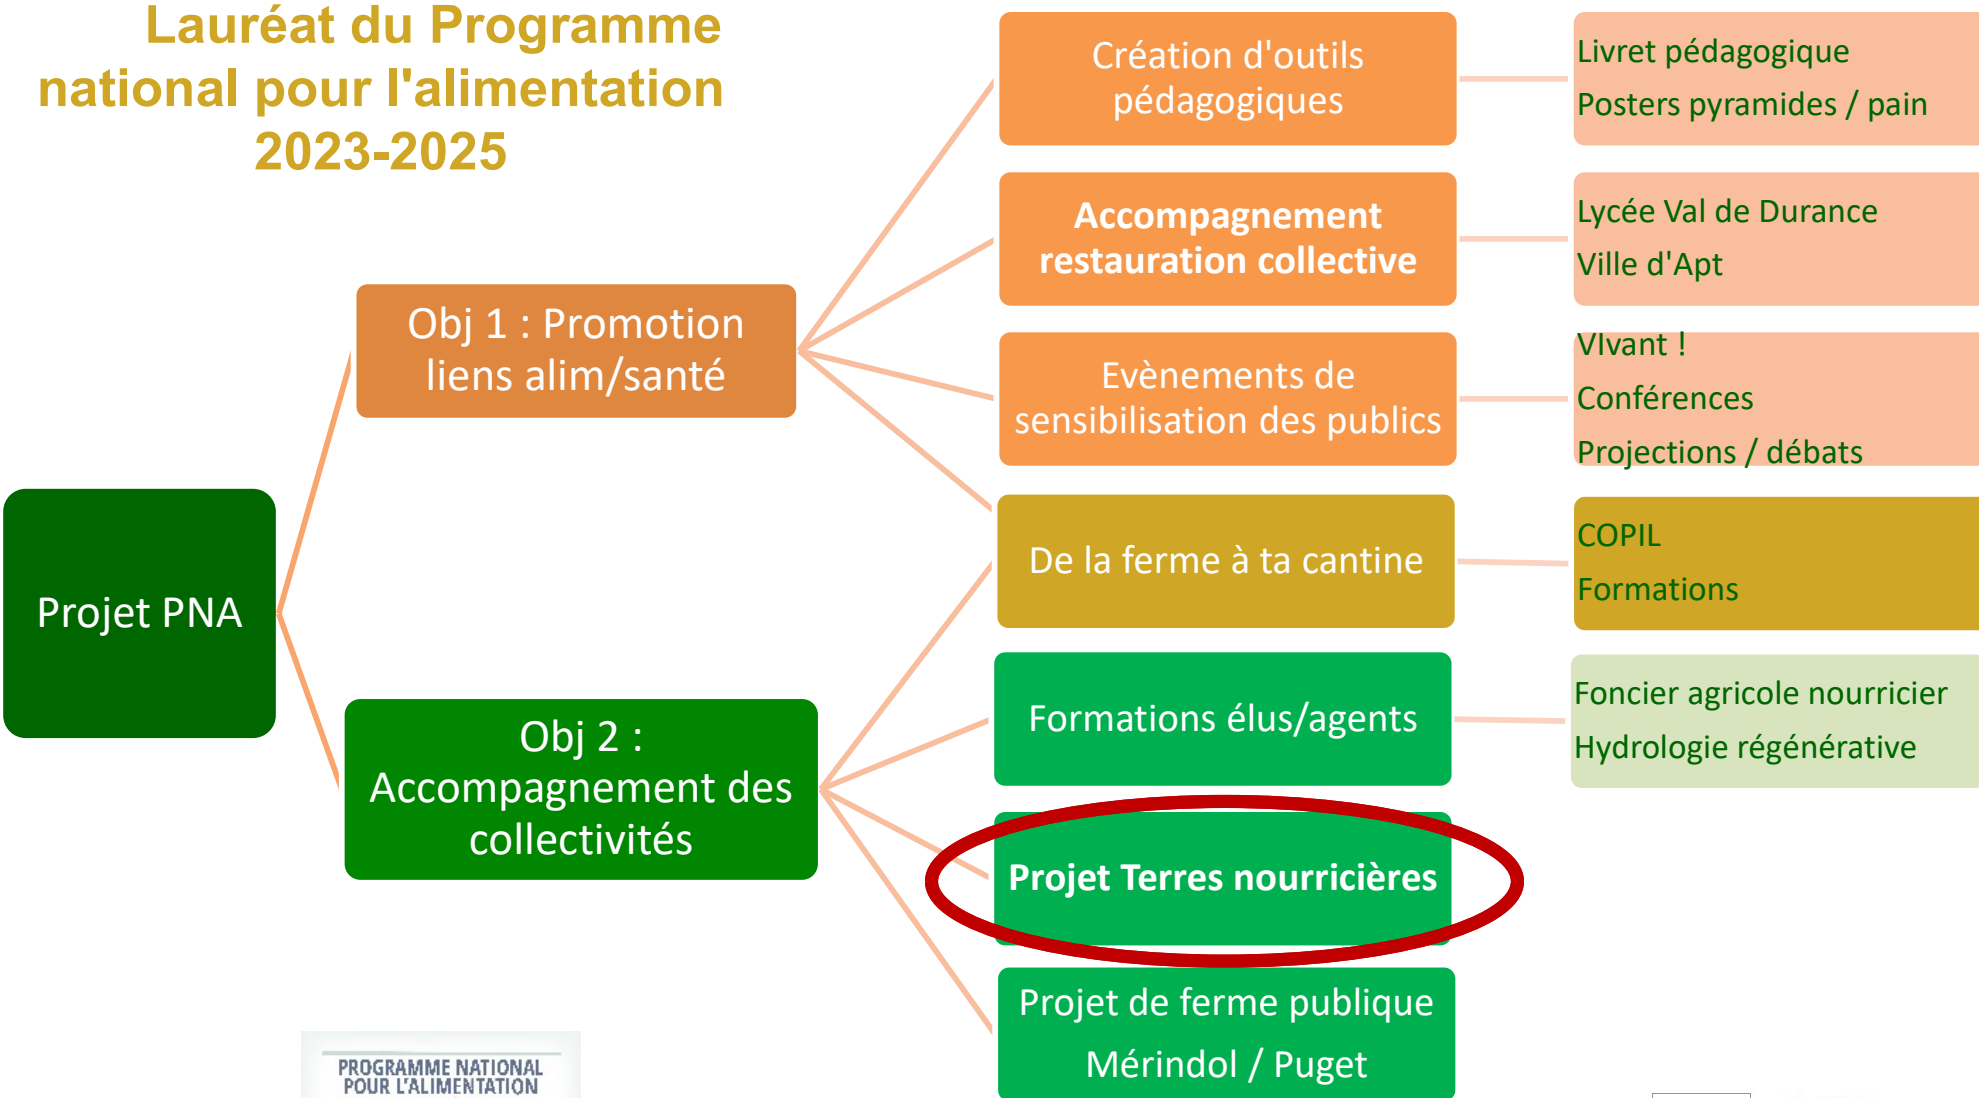 Lauréat du Programme
national pour l'alimentation
2023-2025
Projet PNA
Obj 1 : Promotion
liens alim/santé
Obj 2 :
Accompagnement des
collectivités
Création d'outils
pédagogiques
Livret pédagogique
Posters pyramides / pain
Accompagnement
restauration collective
Lycée Val de Durance
Ville d'Apt
Evènements de
sensibilisation des publics
VIvant !
Conférences
Projections / débats
De la ferme à ta cantine
COPIL
Formations
Formations élus/agents
Foncier agricole nourricier
Hydrologie régénérative
Projet Terres nourricières
Projet de ferme publique
Mérindol / Puget
PROGRAMME NATIONAL
POUR L'ALIMENTATION